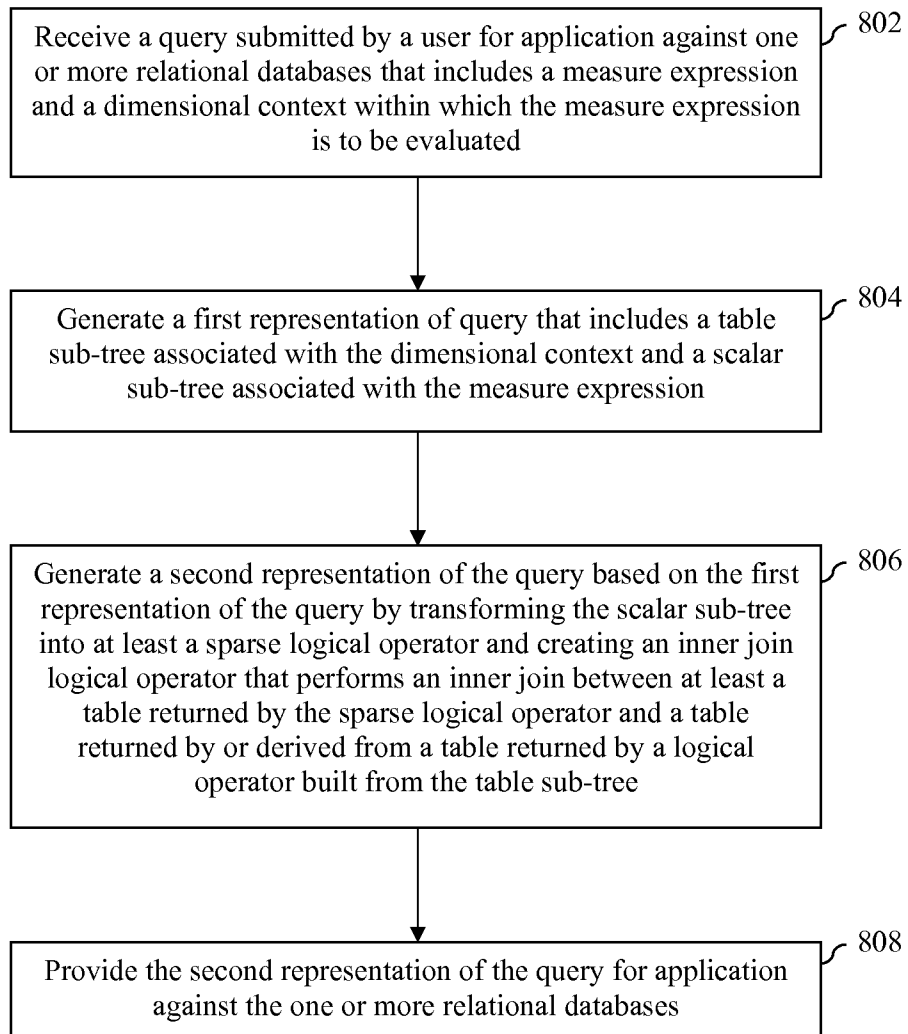 Receive a query submitted by a user for application against one
or more relational databases that includes a measure expression
and a dimensional context within which the measure expression
is to be evaluated
802
Generate a first representation of query that includes a table
sub-tree associated with the dimensional context and a scalar
sub-tree associated with the measure expression
804
Generate a second representation of the query based on the first
representation of the query by transforming the scalar sub-tree
into at least a sparse logical operator and creating an inner join
logical operator that performs an inner join between at least a
table returned by the sparse logical operator and a table
returned by or derived from a table returned by a logical
operator built from the table sub-tree
806
Provide the second representation of the query for application
against the one or more relational databases
808